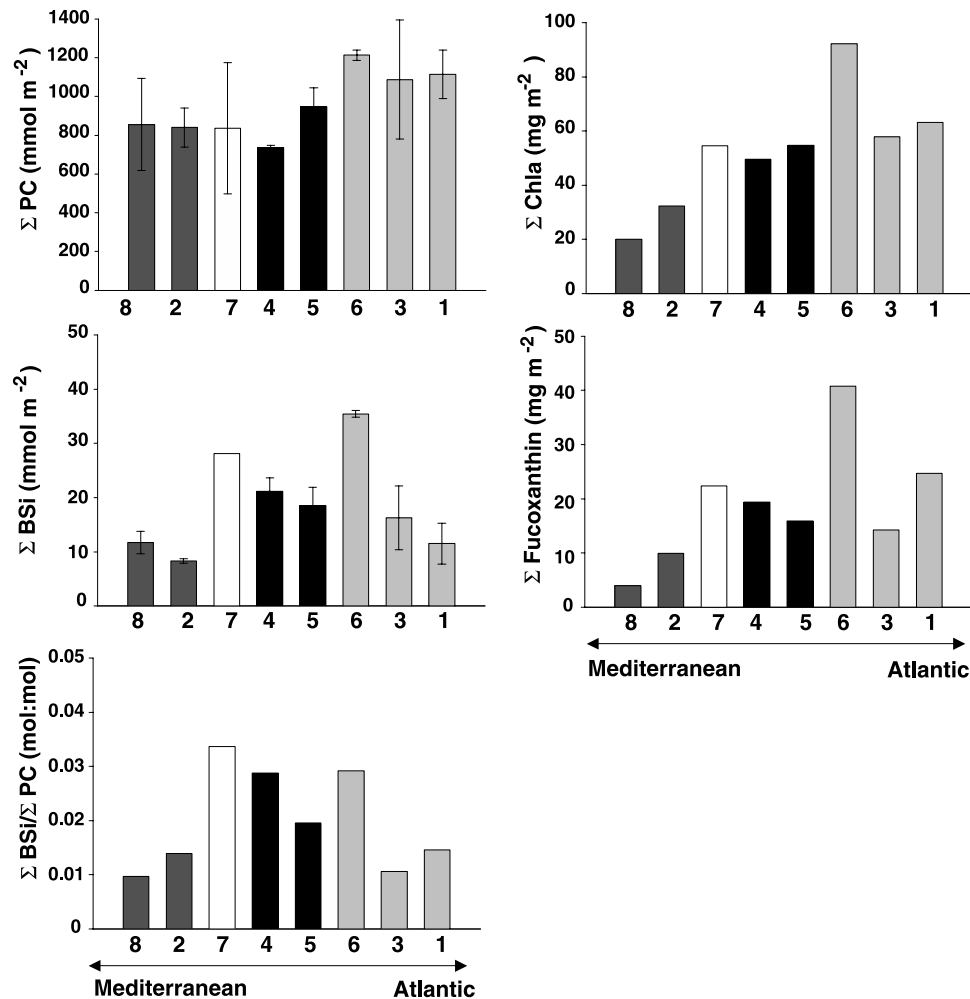 Σ PC (mmol m -2)
1400
1200
1000
800
600
400
200
0
8 2 7 4 5 6 3 1
Σ Chla (mg m -2)
100
80
60
40
20
0
8 2 7 4 5 6 3 1
Σ BSi (mmol m -2)
50
40
30
20
10
0
8 2 7 4 5 6 3 1
Σ Fucoxanthin (mg m -2)
50
40
30
20
10
0
8 2 7 4 5 6 3 1
Mediterranean Atlantic
Σ BSi/Σ PC (mol:mol)
0.05
0.04
0.03
0.02
0.01
0
8 2 7 4 5 6 3 1
Mediterranean Atlantic